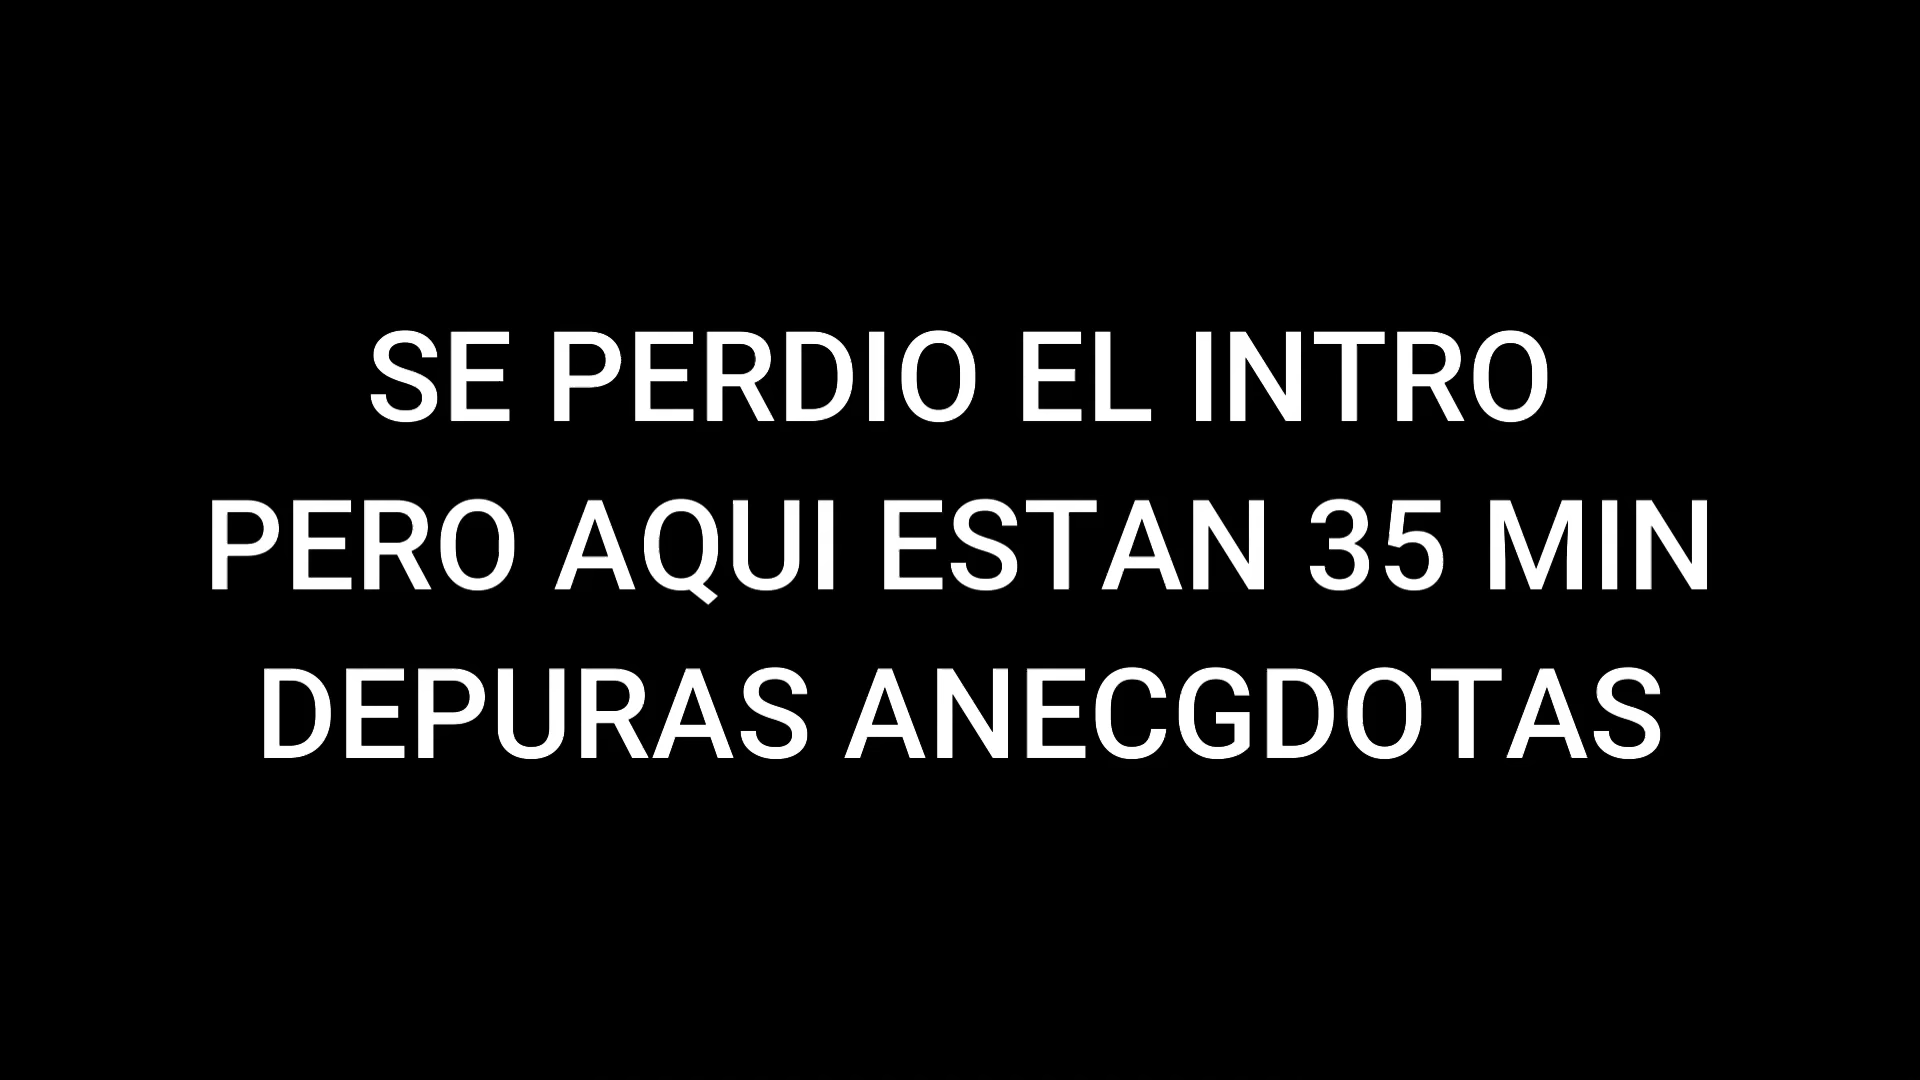 SE PERDIO EL INTRO
PERO AQUI ESTAN 35 MIN
DEPURAS ANECGDOTAS